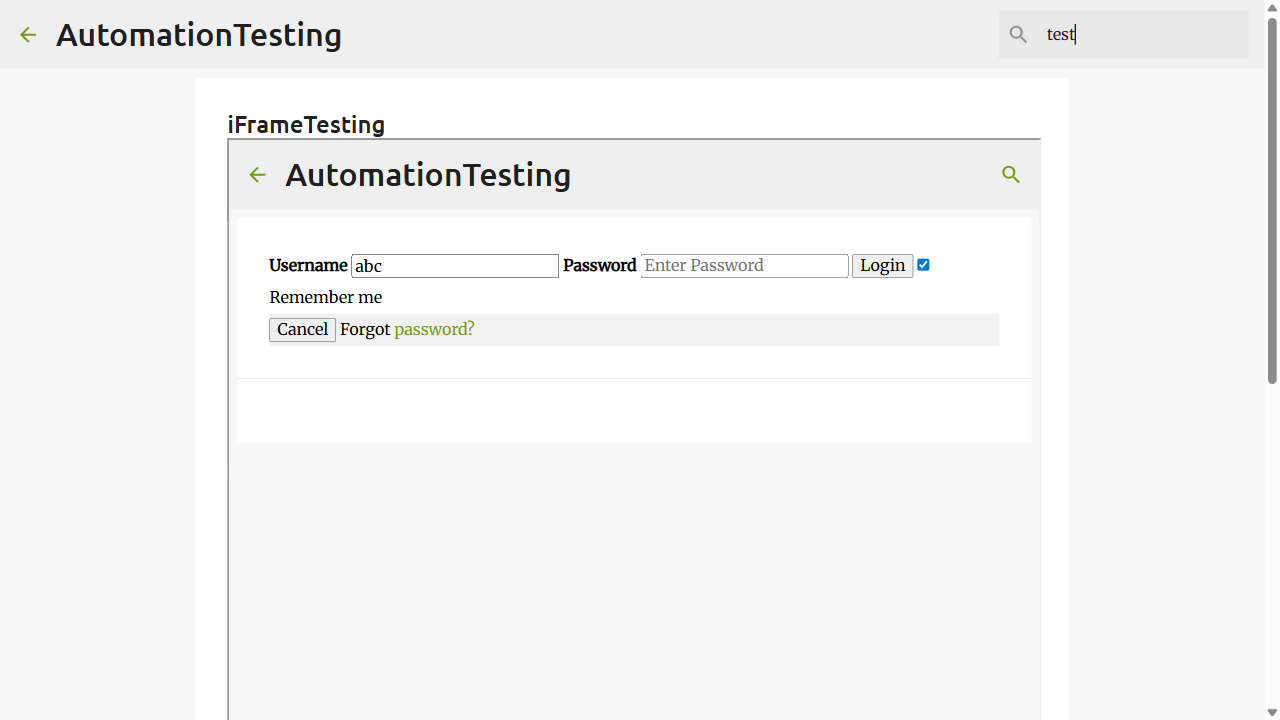 AutomationTesting
test
iFrameTesting
AutomationTesting
Username abc Password Enter Password Login
Remember me
Cancel Forgot password?